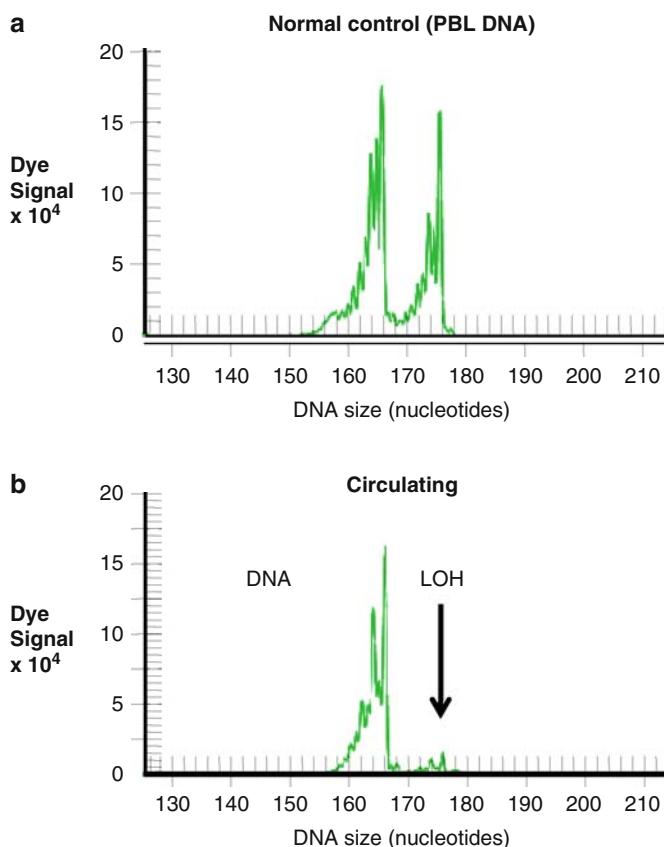 a
Normal control (PBL DNA)
20
15
10
5
0
Dye
Signal
x 10⁴
130 140 150 160 170 180 190 200 210
DNA size (nucleotides)
b
Circulating
20
15
10
5
0
DNA
LOH
Dye
Signal
x 10⁴
130 140 150 160 170 180 190 200 210
DNA size (nucleotides)